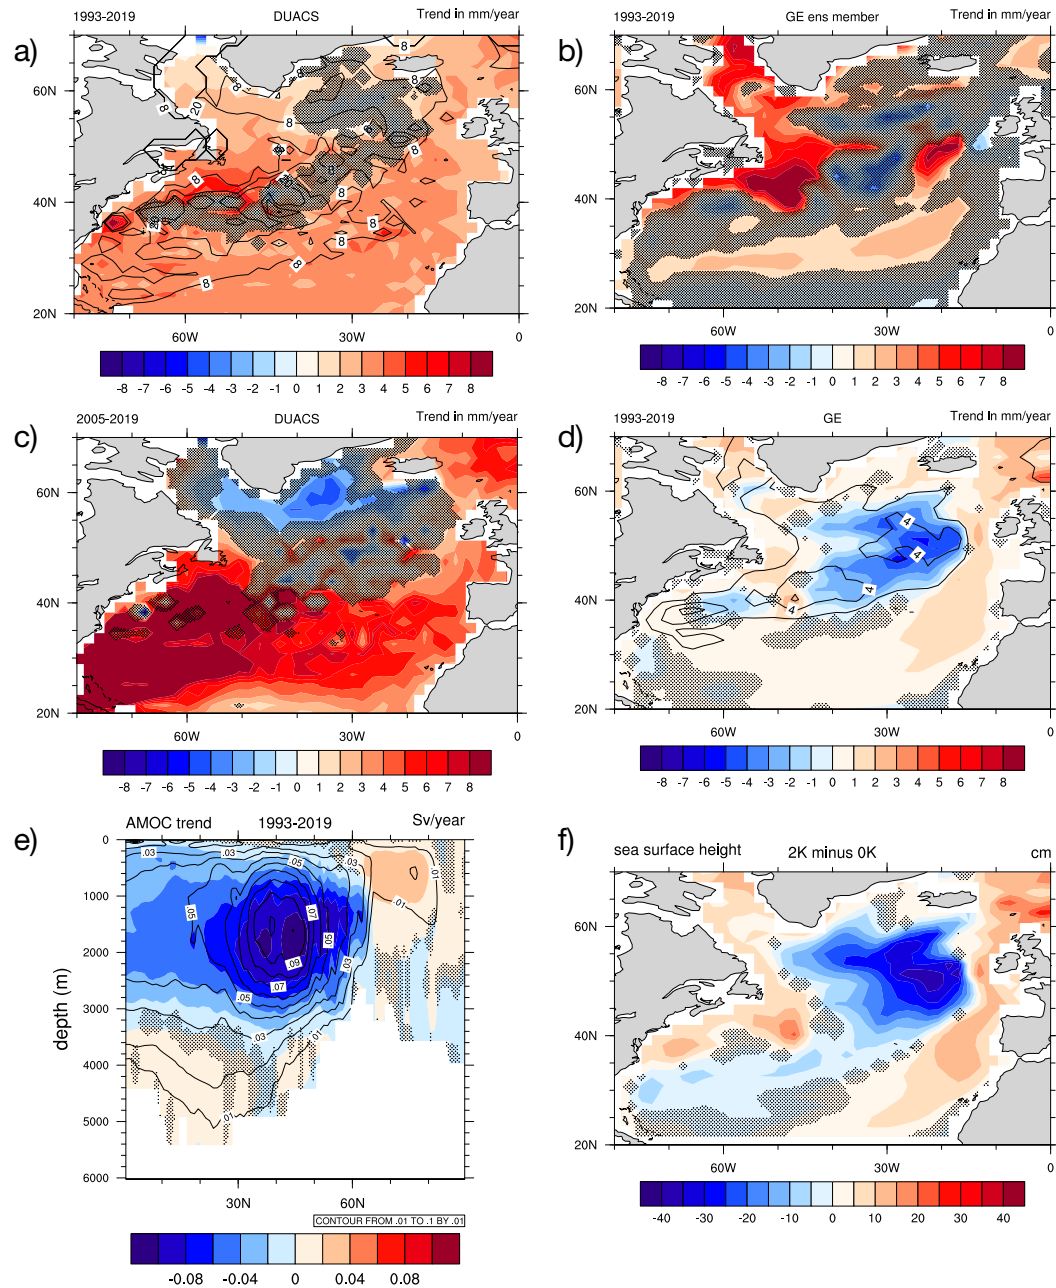 a)
1993-2019 DUACS Trend in mm/year
8 8 20 8 8 8 8 8 8 8 8 8 8 8
60N
40N
20N
60W 30W 0
-8 -7 -6 -5 -4 -3 -2 -1 0 1 2 3 4 5 6 7 8
b)
1993-2019 GE ens member Trend in mm/year
60N
40N
20N
60W 30W 0
-8 -7 -6 -5 -4 -3 -2 -1 0 1 2 3 4 5 6 7 8
c)
2005-2019 DUACS Trend in mm/year
60N
40N
20N
60W 30W 0
-8 -7 -6 -5 -4 -3 -2 -1 0 1 2 3 4 5 6 7 8
d)
1993-2019 GE Trend in mm/year
4 4 4 4
60N
40N
20N
60W 30W 0
-8 -7 -6 -5 -4 -3 -2 -1 0 1 2 3 4 5 6 7 8
e)
AMOC trend 1993-2019 Sv/year
0
1000
2000
3000
4000
5000
6000
depth (m)
.03 .03 .03 .05 .01 .01 .05 .07 .05 .03 .09 .07 .05 .03 .01 .01
30N 60N
CONTOUR FROM .01 TO .1 BY .01
-0.08 -0.04 0 0.04 0.08
f)
sea surface height 2K minus 0K cm
60N
40N
20N
60W 30W 0
-40 -30 -20 -10 0 10 20 30 40